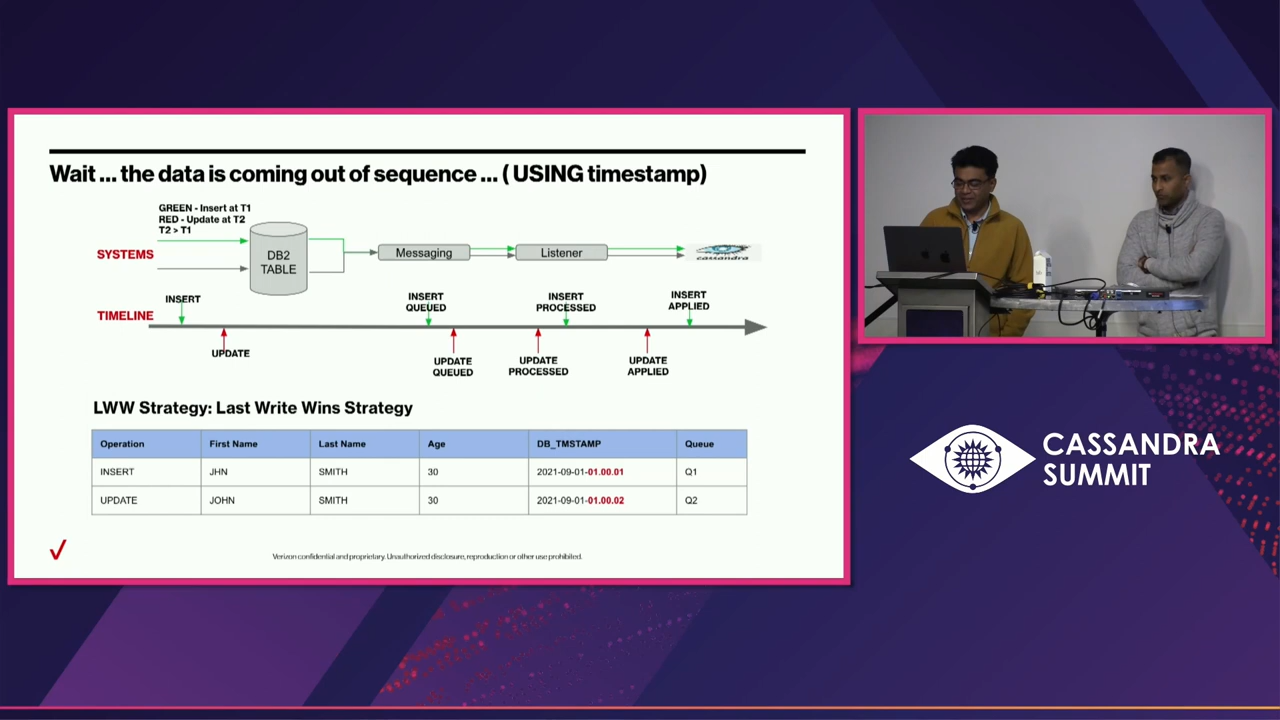 Wait ... the data is coming out of sequence ... ( USING timestamp)
GREEN - Insert at T1
RED - Update at T2
T2 > T1
SYSTEMS
DB2
TABLE
Messaging
Listener
cassandra
TIMELINE
INSERT
INSERT
QUEUED
INSERT
PROCESSED
INSERT
APPLIED
UPDATE
UPDATE
QUEUED
UPDATE
PROCESSED
UPDATE
APPLIED
LWW Strategy: Last Write Wins Strategy
Operation First Name Last Name Age DB_TMSTAMP Queue
INSERT JHN SMITH 30 2021-09-01-01.00.01 Q1
UPDATE JOHN SMITH 30 2021-09-01-01.00.02 Q2
Verizon confidential and proprietary. Unauthorized disclosure, reproduction or other use prohibited.
CASSANDRA
SUMMIT